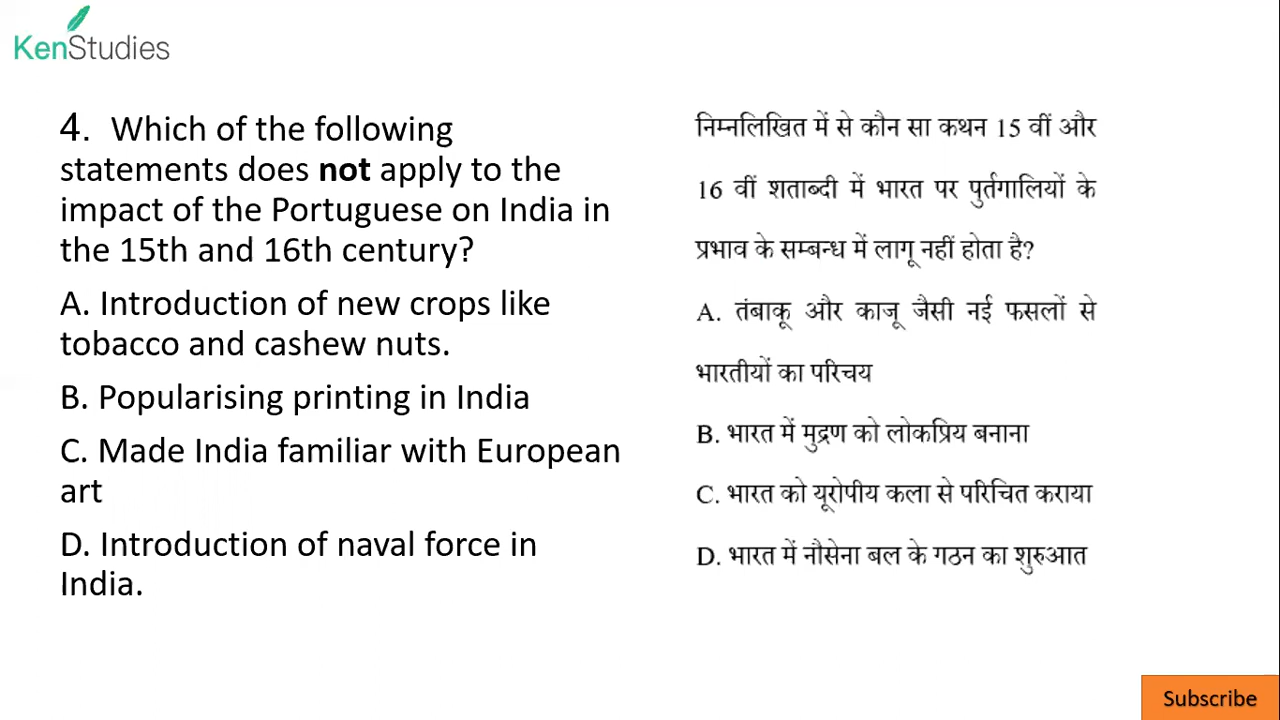 KenStudies
4. Which of the following
statements does not apply to the
impact of the Portuguese on India in
the 15th and 16th century?
A. Introduction of new crops like
tobacco and cashew nuts.
B. Popularising printing in India
C. Made India familiar with European
art
D. Introduction of naval force in
India.
निम्नलिखित में से कौन सा कथन 15 वीं और
16 वीं शताब्दी में भारत पर पुर्तगालियों के
प्रभाव के सम्बन्ध में लागू नहीं होता है?
A. तंबाकू और काजू जैसी नई फसलों से
भारतीयों का परिचय
B. भारत में मुद्रण को लोकप्रिय बनाना
C. भारत को यूरोपीय कला से परिचित कराया
D. भारत में नौसेना बल के गठन का शुरुआत
Subscribe